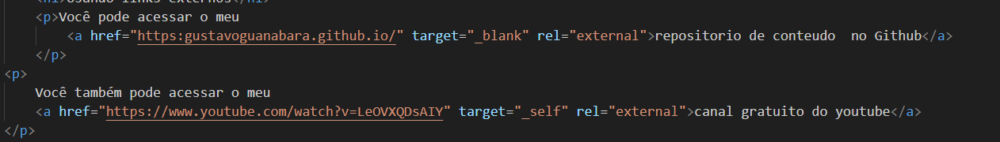 <h1>Usando links externos</h1>
<p>Você pode acessar o meu
<a href="https:gustavoguanabara.github.io/" target="_blank" rel="external">repositorio de conteudo  no Github</a>
</p>
<p>
Você também pode acessar o meu
<a href="https://www.youtube.com/watch?v=LeOVXQDsAIY" target="_self" rel="external">canal gratuito do youtube</a>
</p>